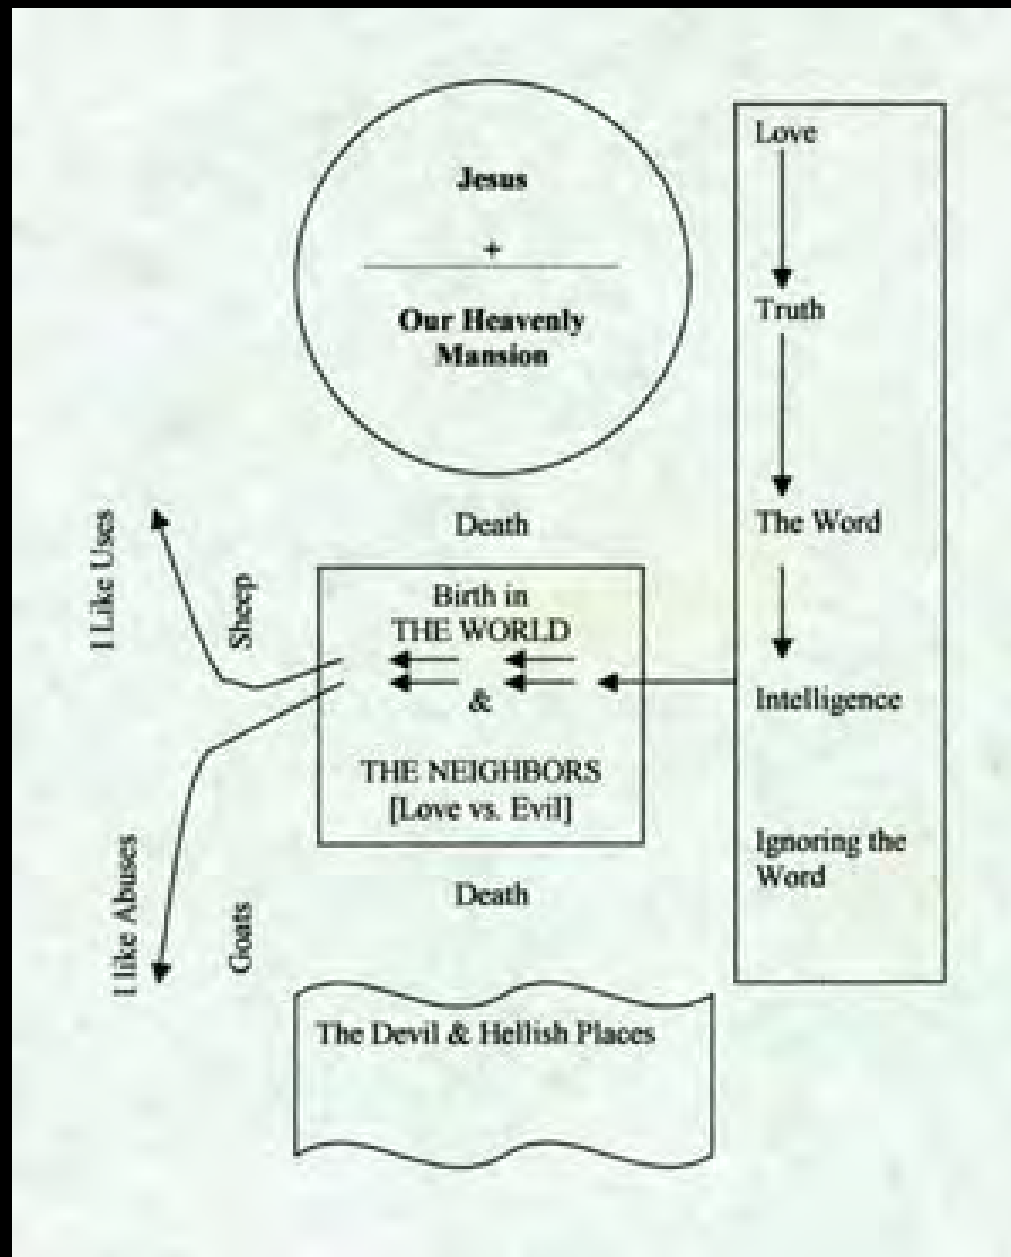 Jesus
+
Our Heavenly
Mansion
Death
Birth in
THE WORLD
&
THE NEIGHBORS
[Love vs. Evil]
Death
The Devil & Hellish Places
Love
Truth
The Word
Intelligence
Ignoring the
Word
I Like Uses
Sheep
I like Abuses
Goats